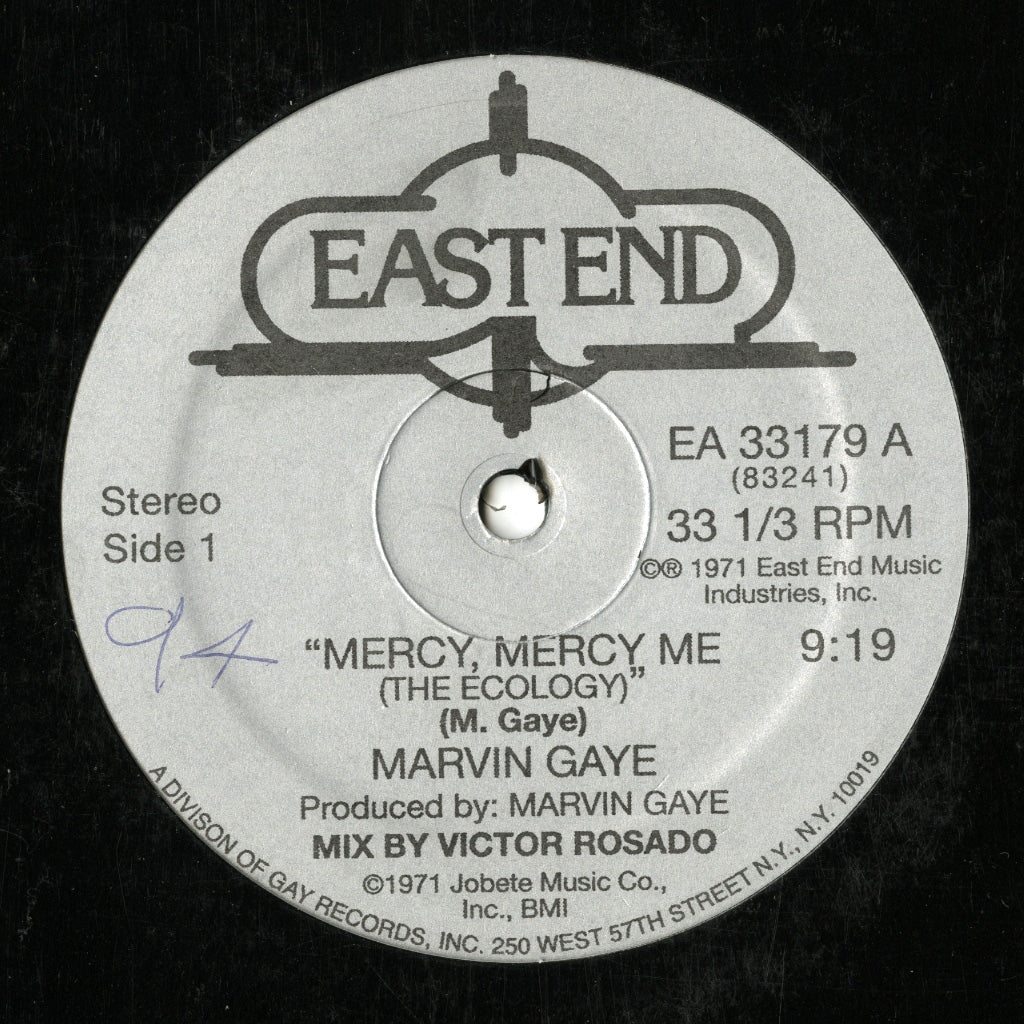 EAST END
EA 33179 A
(83241)
33 1/3 RPM
©® 1971 East End Music
Industries, Inc.
Stereo
Side 1
94
"MERCY, MERCY ME 9:19
(THE ECOLOGY)"
(M. Gaye)
MARVIN GAYE
Produced by: MARVIN GAYE
MIX BY VICTOR ROSADO
©1971 Jobete Music Co.,
Inc., BMI
A DIVISON OF GAY RECORDS, INC. 250 WEST 57TH STREET N.Y., N.Y. 10019